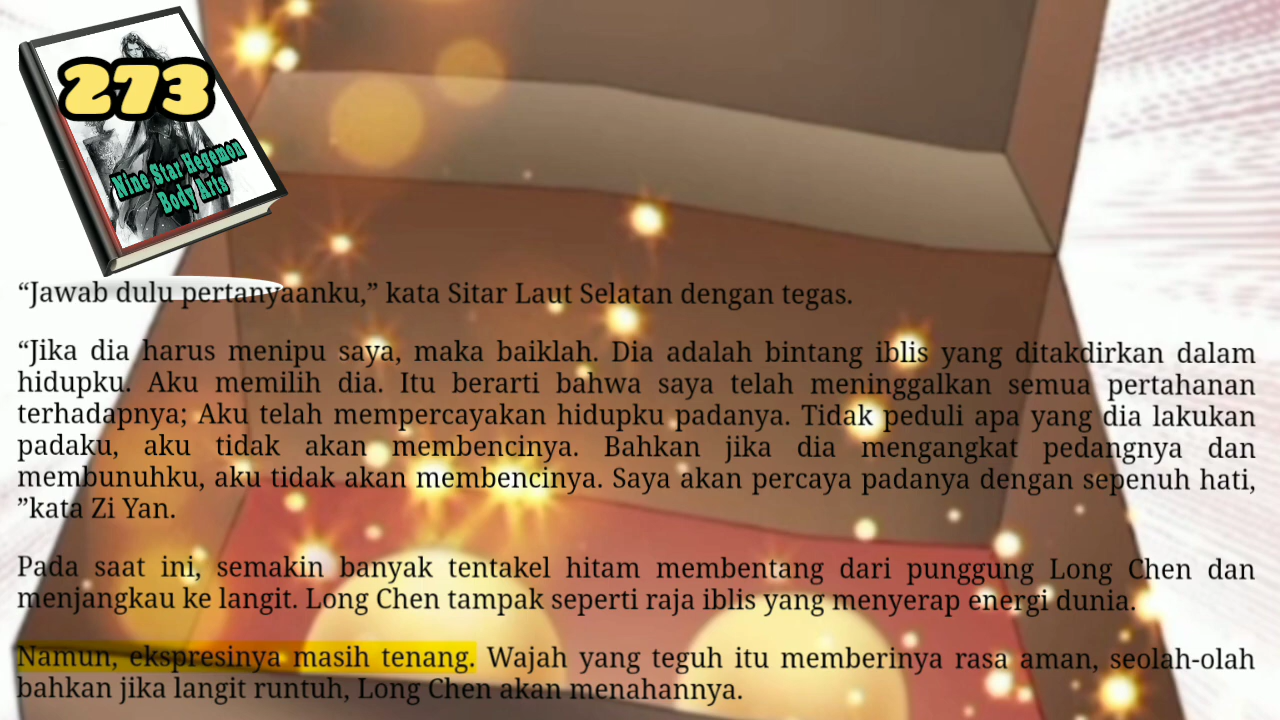 273
Nine Star Hegemon
Body Arts
“Jawab dulu pertanyaanku,” kata Sitar Laut Selatan dengan tegas.
“Jika dia harus menipu saya, maka baiklah. Dia adalah bintang iblis yang ditakdirkan dalam
hidupku. Aku memilih dia. Itu berarti bahwa saya telah meninggalkan semua pertahanan
terhadapnya; Aku telah mempercayakan hidupku padanya. Tidak peduli apa yang dia lakukan
padaku, aku tidak akan membencinya. Bahkan jika dia mengangkat pedangnya dan
membunuhku, aku tidak akan membencinya. Saya akan percaya padanya dengan sepenuh hati,
”kata Zi Yan.
Pada saat ini, semakin banyak tentakel hitam membentang dari punggung Long Chen dan
menjangkau ke langit. Long Chen tampak seperti raja iblis yang menyerap energi dunia.
Namun, ekspresinya masih tenang. Wajah yang teguh itu memberinya rasa aman, seolah-olah
bahkan jika langit runtuh, Long Chen akan menahannya.